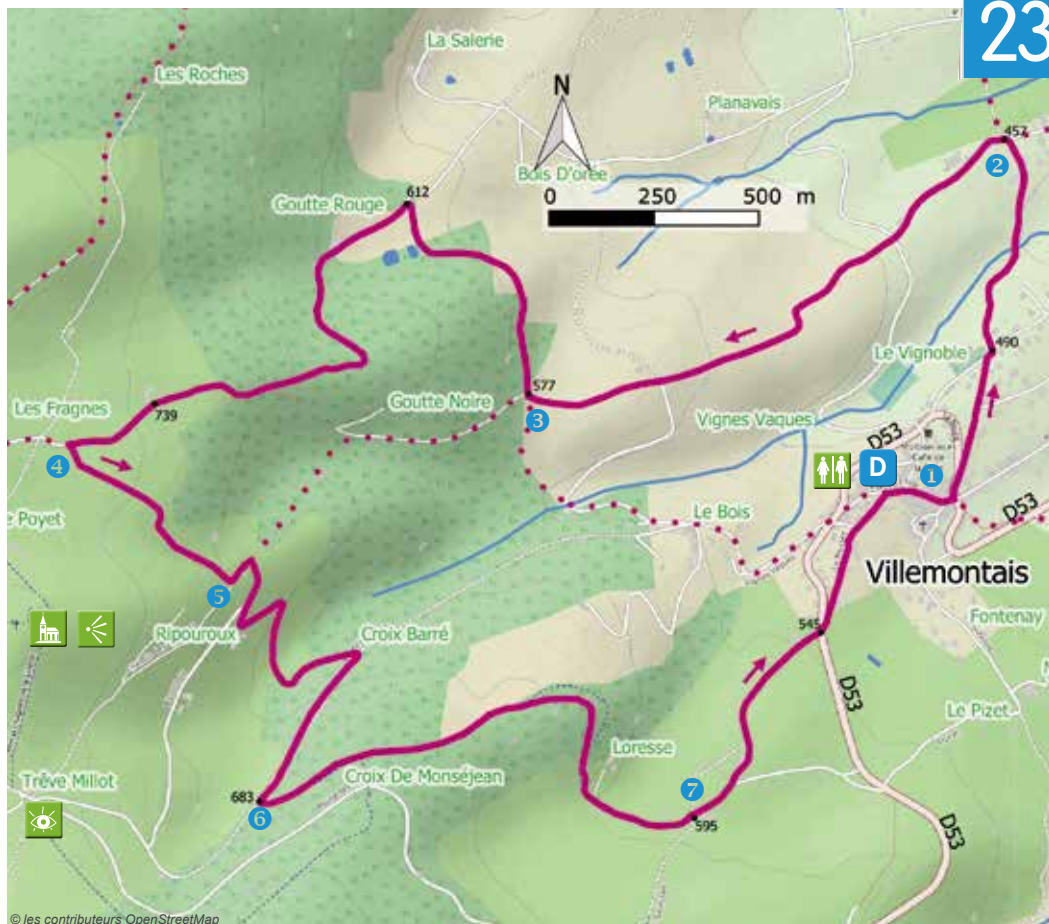 23
La Salerie
Les Roches
N
Planavais
457
2
Bois D'orée
0 250 500 m
612
Goutte Rouge
490
Le Vignoble
577
Les Fragnes
739
Goutte Noire
3
Vignes Vaques
D53
4
D
1
D53
e Poyet
Le Bois
Villemontais
5
Fontenay
Ripouroux
Croix Barré
545
D53
Le Pizet
Loresse
Trêve Millot
Croix De Monséjean
683
6
7
595
D53
© les contributeurs OpenStreetMap